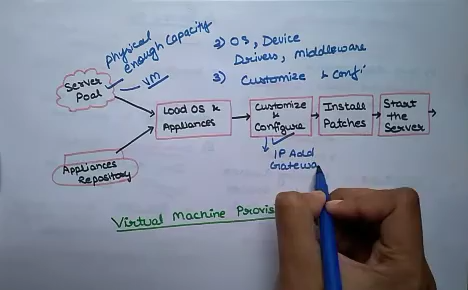 Physical
enough capacity
VM
2) OS, Device
Drivers, Middleware
3) Customize & Confi
Server
Pool
Appliances
Repository
Load OS &
Appliances
Customize
&
Configure
Install
Patches
Start
the
Server
IP Add
Gatewa
Virtual Machine Provis